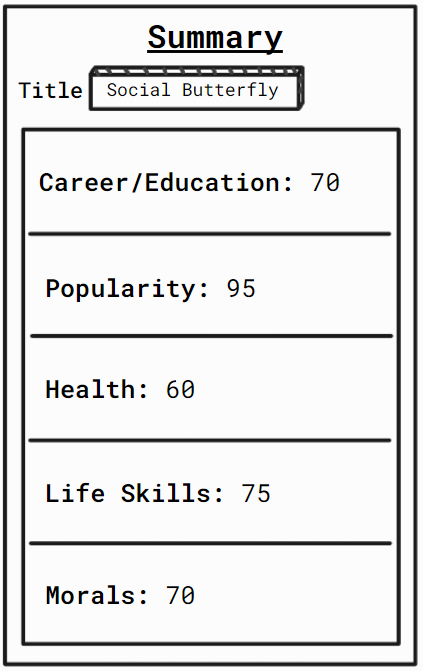 Summary
Title Social Butterfly
Career/Education: 70
Popularity: 95
Health: 60
Life Skills: 75
Morals: 70